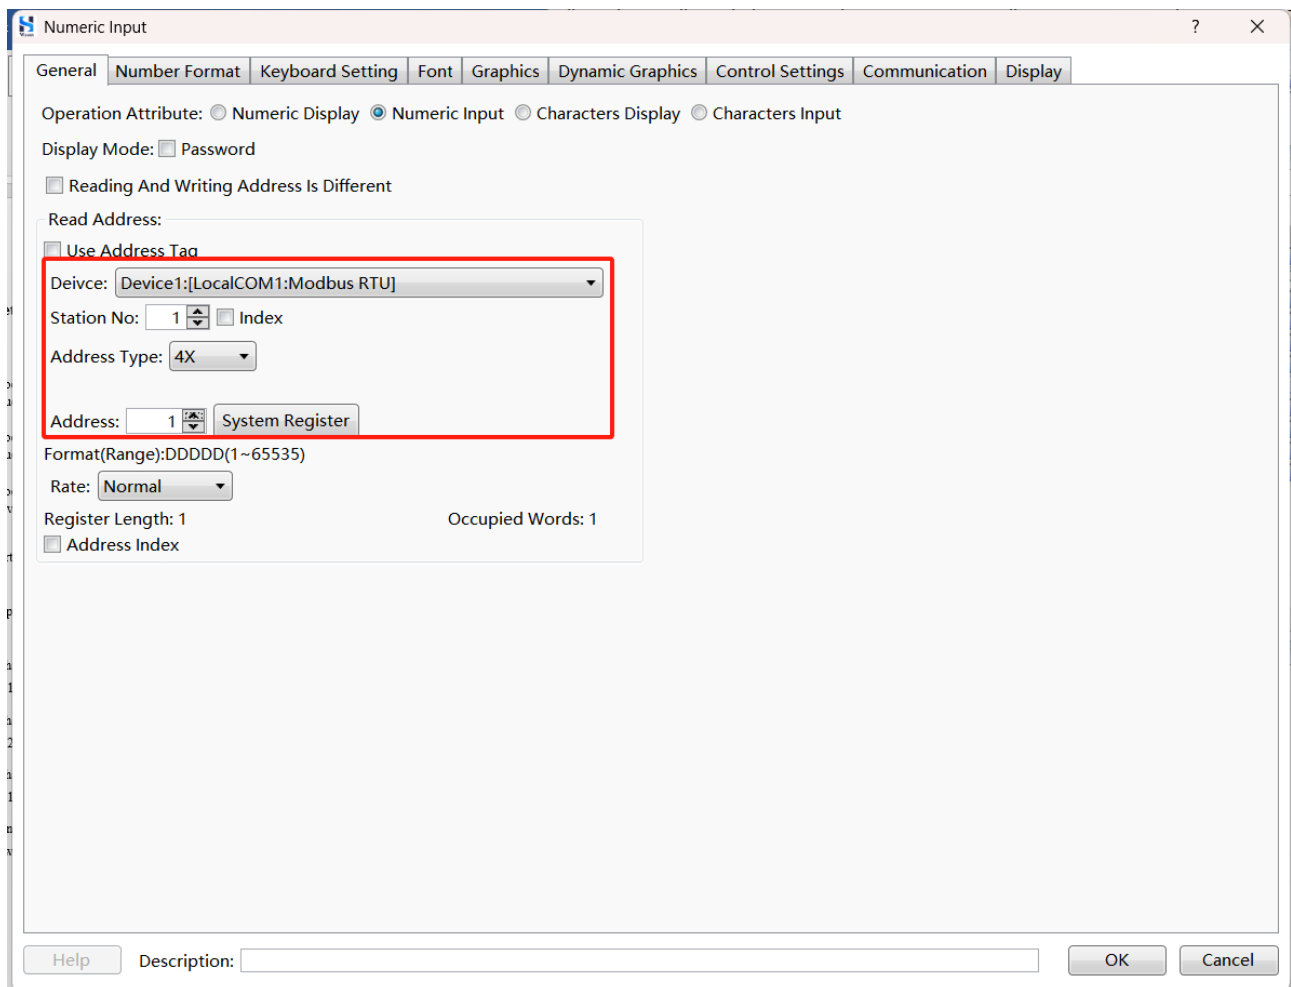 Numeric Input
?
General Number Format Keyboard Setting Font Graphics Dynamic Graphics Control Settings Communication Display
Operation Attribute: Numeric Display Numeric Input Characters Display Characters Input
Display Mode: Password
Reading And Writing Address Is Different
Read Address:
Use Address Tag
Deivce: Device1:[LocalCOM1:Modbus RTU]
Station No: 1 Index
Address Type: 4X
Address: 1 System Register
Format(Range):DDDDD(1~65535)
Rate: Normal
Register Length: 1 Occupied Words: 1
Address Index
Help Description: OK Cancel